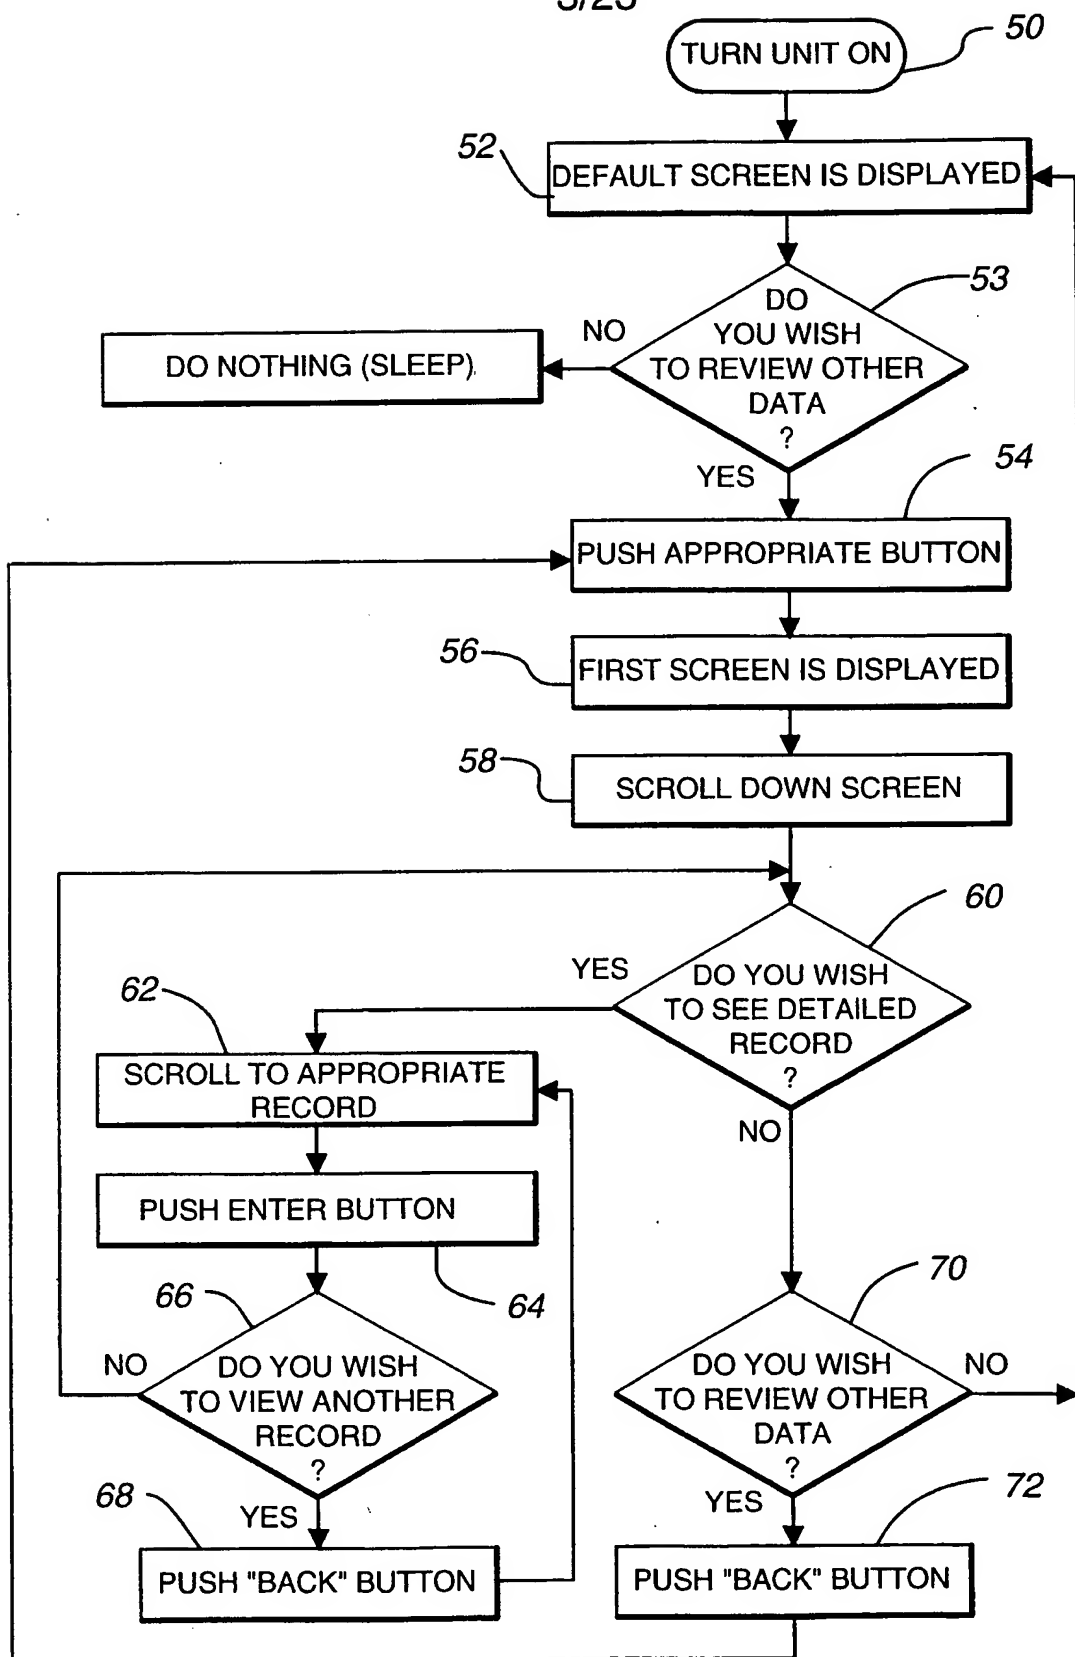 3/23
TURN UNIT ON
50
52
DEFAULT SCREEN IS DISPLAYED
53
DO
YOU WISH
TO REVIEW OTHER
DATA
?
NO
DO NOTHING (SLEEP)
YES
54
PUSH APPROPRIATE BUTTON
56
FIRST SCREEN IS DISPLAYED
58
SCROLL DOWN SCREEN
60
YES
DO YOU WISH
TO SEE DETAILED
RECORD
?
62
SCROLL TO APPROPRIATE
RECORD
NO
PUSH ENTER BUTTON
64
66
NO
DO YOU WISH
TO VIEW ANOTHER
RECORD
?
70
DO YOU WISH
TO REVIEW OTHER
DATA
?
NO
68
YES
PUSH "BACK" BUTTON
YES
72
PUSH "BACK" BUTTON